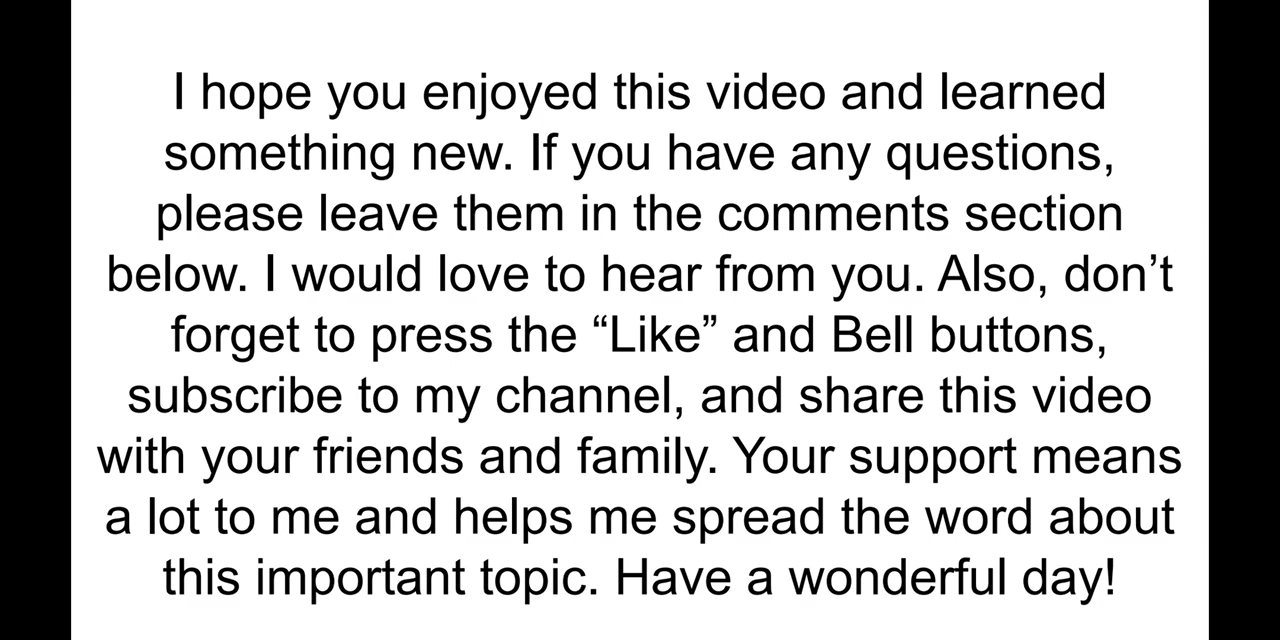 I hope you enjoyed this video and learned
something new. If you have any questions,
please leave them in the comments section
below. I would love to hear from you. Also, don’t
forget to press the “Like” and Bell buttons,
subscribe to my channel, and share this video
with your friends and family. Your support means
a lot to me and helps me spread the word about
this important topic. Have a wonderful day!